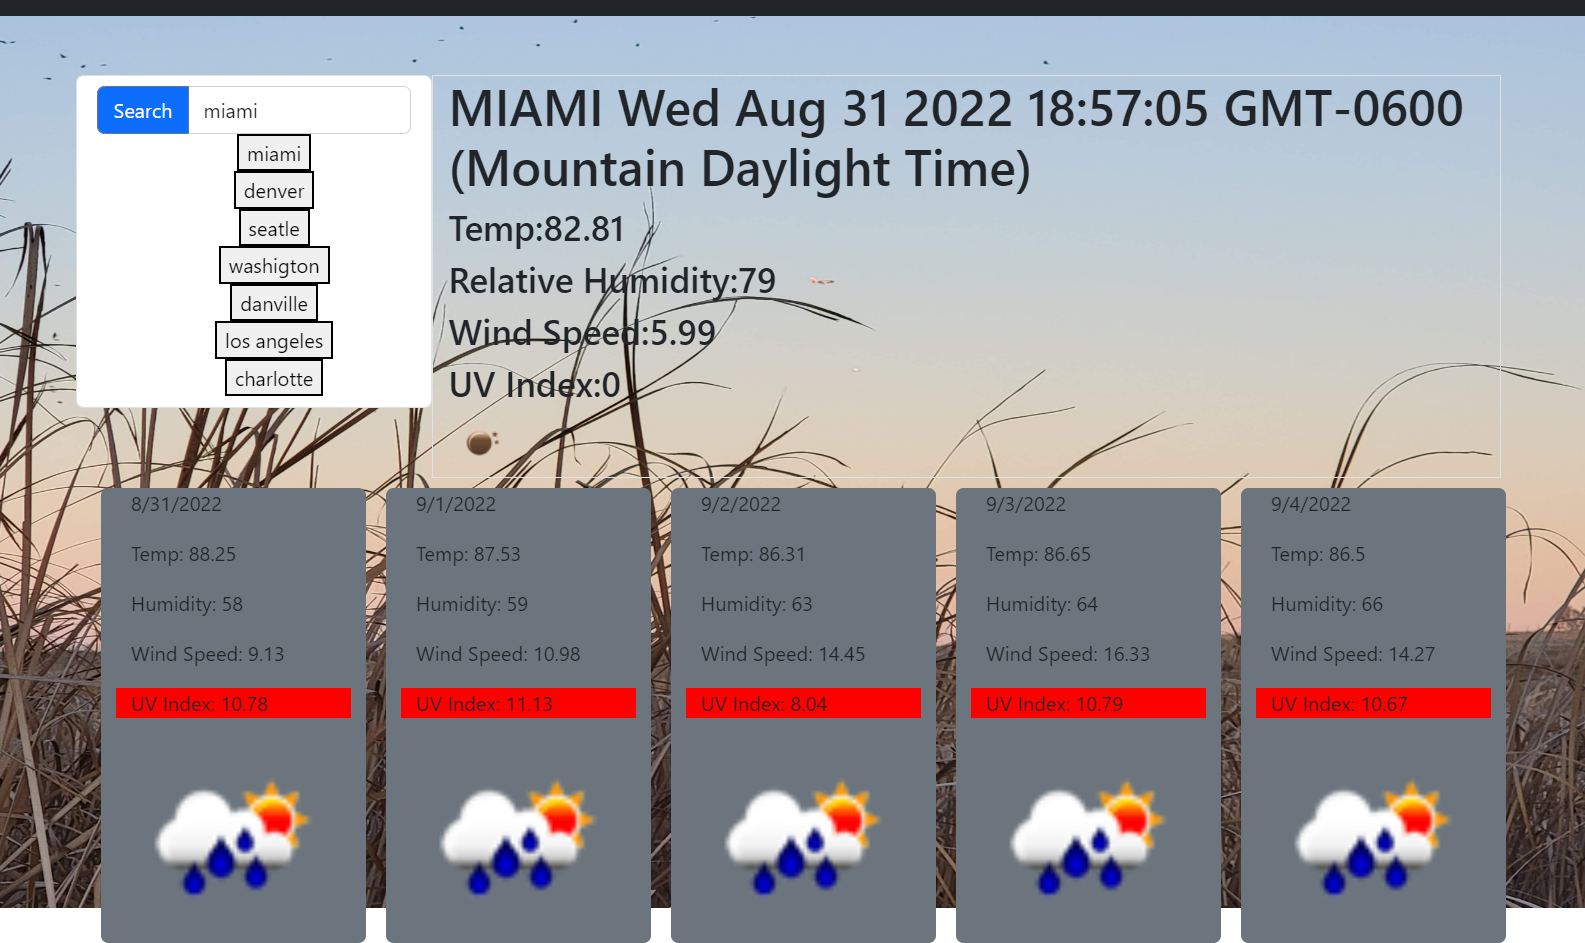 Search miami
miami
denver
seatle
washigton
danville
los angeles
charlotte
MIAMI Wed Aug 31 2022 18:57:05 GMT-0600
(Mountain Daylight Time)
Temp:82.81
Relative Humidity:79
Wind Speed:5.99
UV Index:0
8/31/2022
Temp: 88.25
Humidity: 58
Wind Speed: 9.13
UV Index: 10.78
9/1/2022
Temp: 87.53
Humidity: 59
Wind Speed: 10.98
UV Index: 11.13
9/2/2022
Temp: 86.31
Humidity: 63
Wind Speed: 14.45
UV Index: 8.04
9/3/2022
Temp: 86.65
Humidity: 64
Wind Speed: 16.33
UV Index: 10.79
9/4/2022
Temp: 86.5
Humidity: 66
Wind Speed: 14.27
UV Index: 10.67